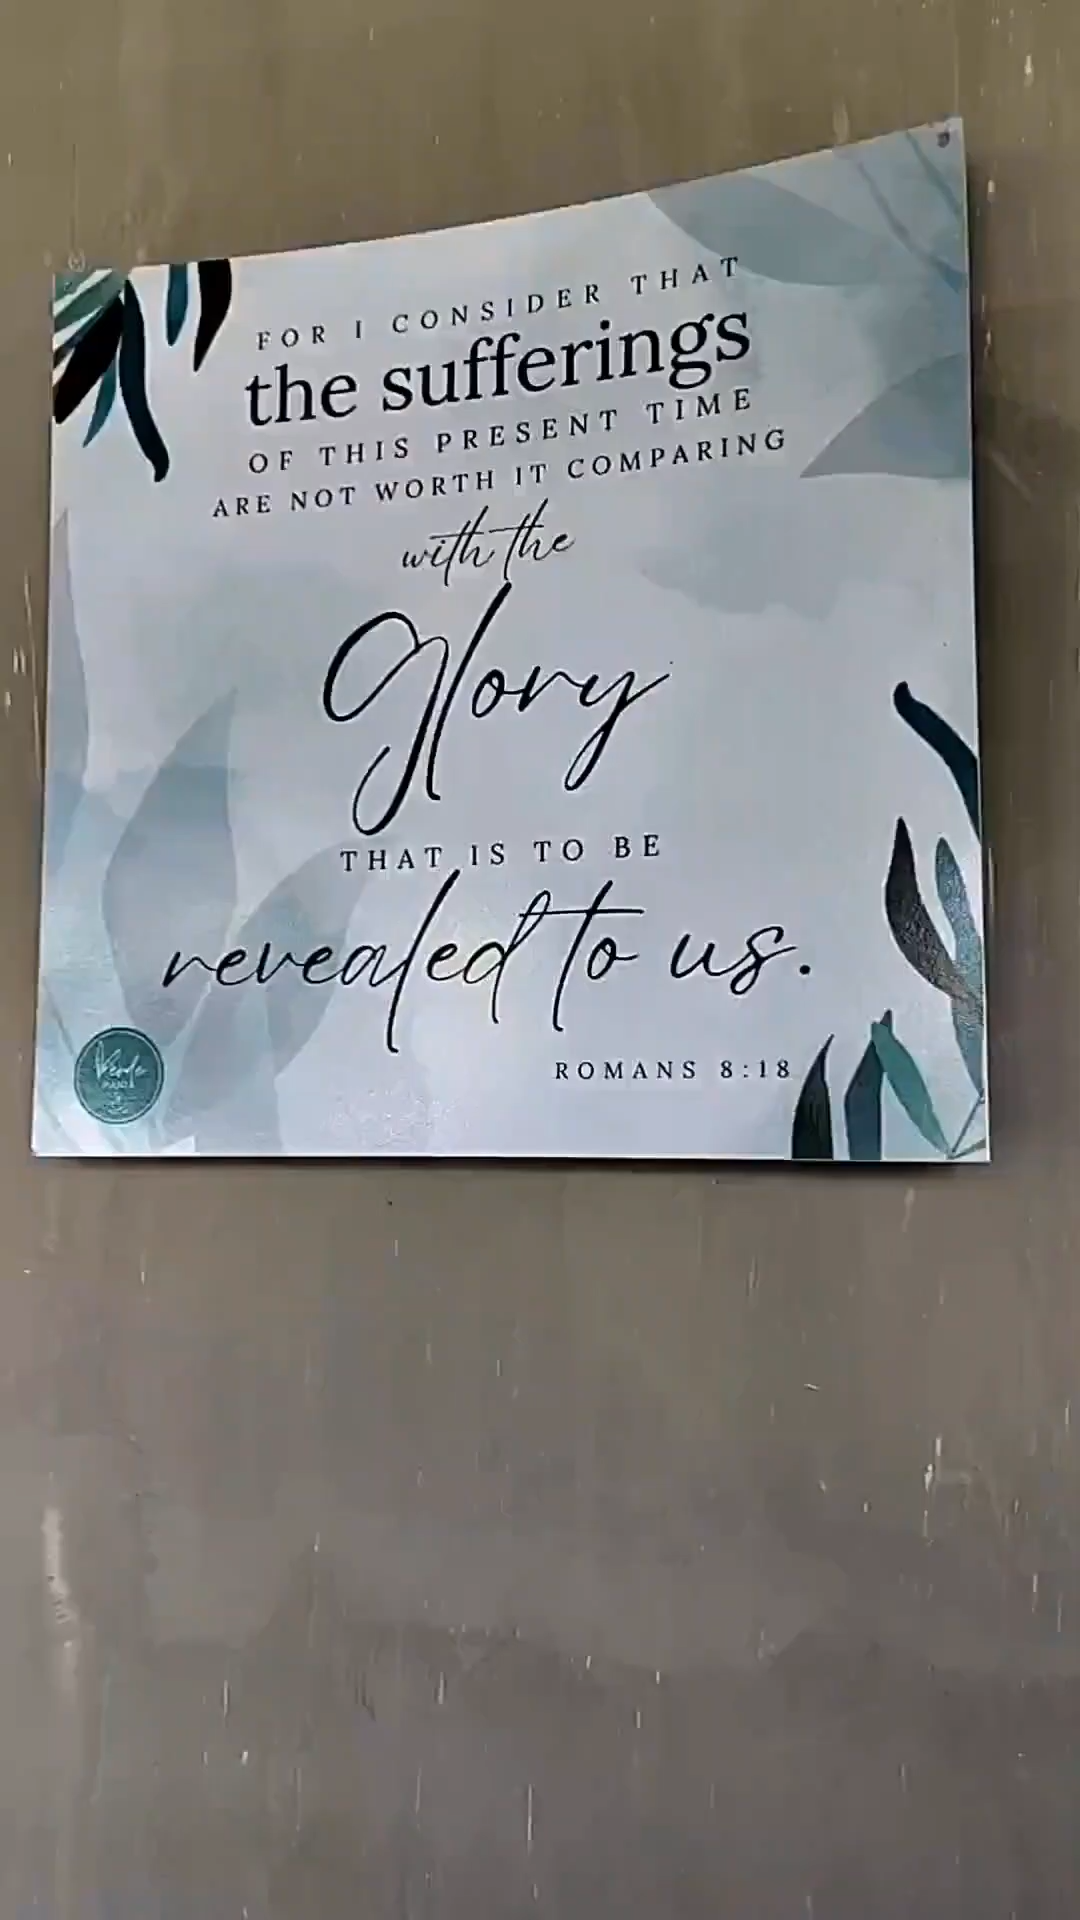 FOR I CONSIDER THAT
the sufferings
OF THIS PRESENT TIME
ARE NOT WORTH IT COMPARING
with the
Glory
THAT IS TO BE
revealed to us.
ROMANS 8:18